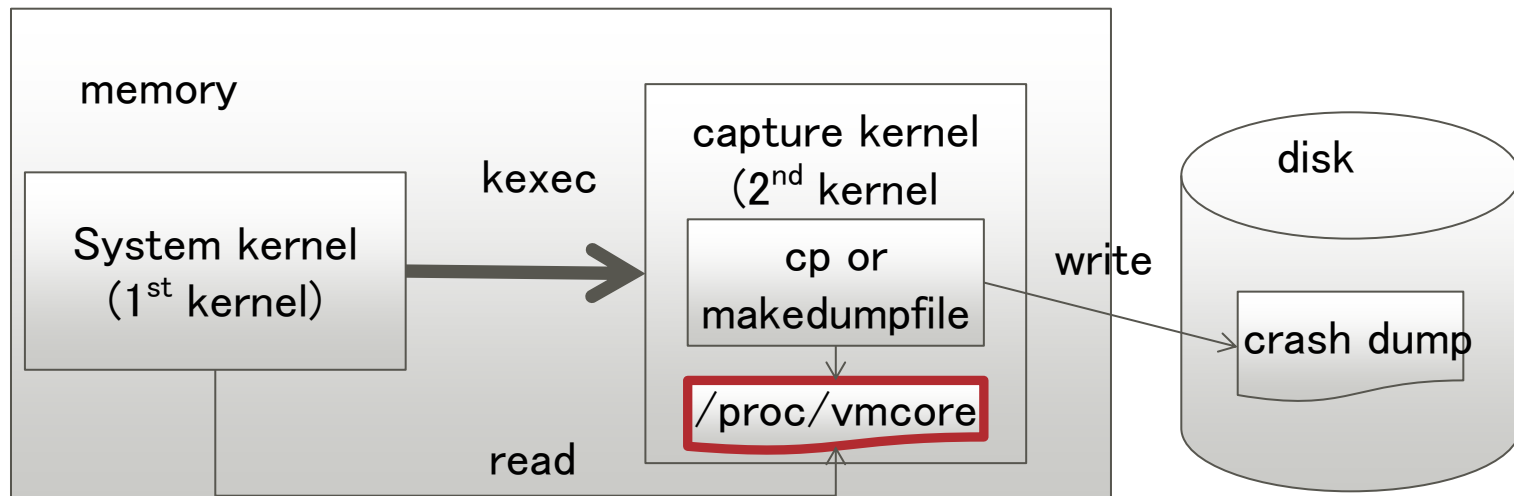 memory
System kernel
(1st kernel)
kexec
capture kernel
(2nd kernel
cp or
makedumpfile
/proc/vmcore
read
write
disk
crash dump